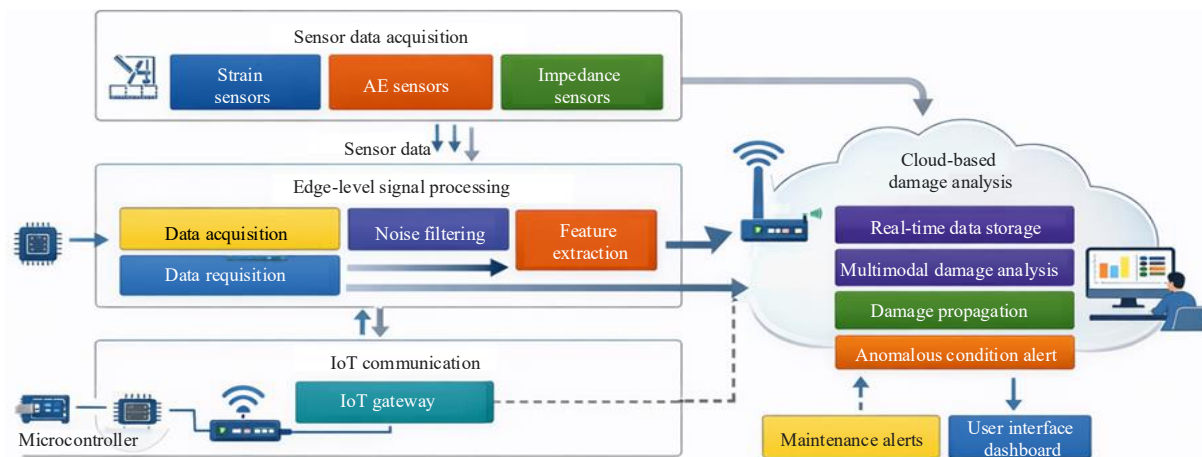 Sensor data acquisition
Strain
sensors
AE sensors
Impedance
sensors
Sensor data
Edge-level signal processing
Data acquisition
Noise filtering
Feature
extraction
Data requisition
IoT communication
IoT gateway
Microcontroller
Cloud-based
damage analysis
Real-time data storage
Multimodal damage analysis
Damage propagation
Anomalous condition alert
Maintenance alerts
User interface
dashboard